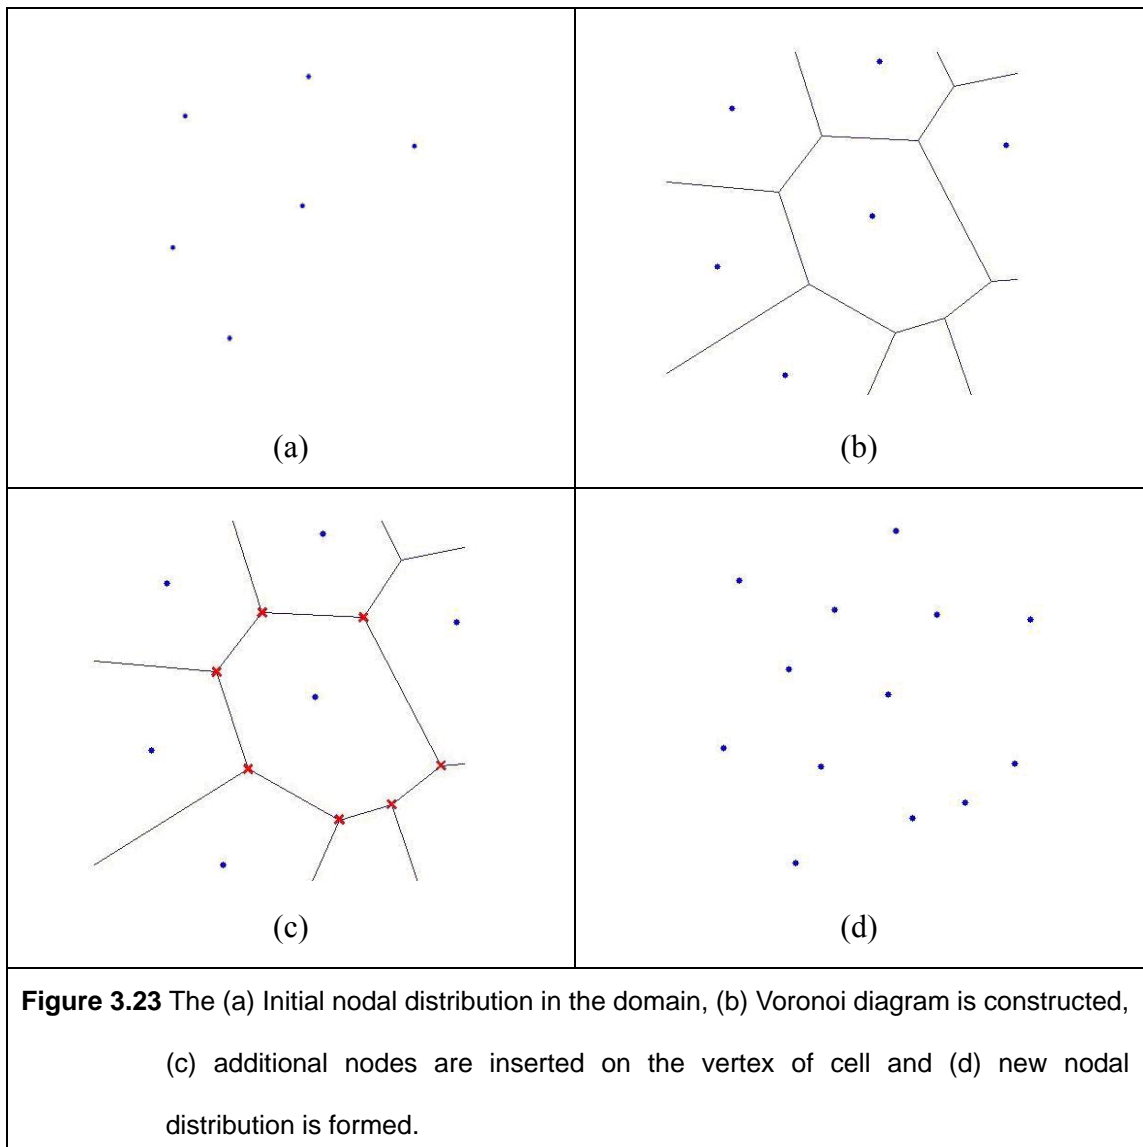 (a)
(b)
(c)
(d)
Figure 3.23 The (a) Initial nodal distribution in the domain, (b) Voronoi diagram is constructed,
(c) additional nodes are inserted on the vertex of cell and (d) new nodal
distribution is formed.